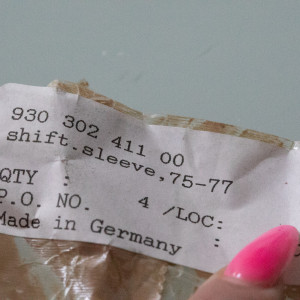 930 302 411 00
shift.sleeve,75-77
QTY :
P.O. NO. 4 /LOC:
Made in Germany :